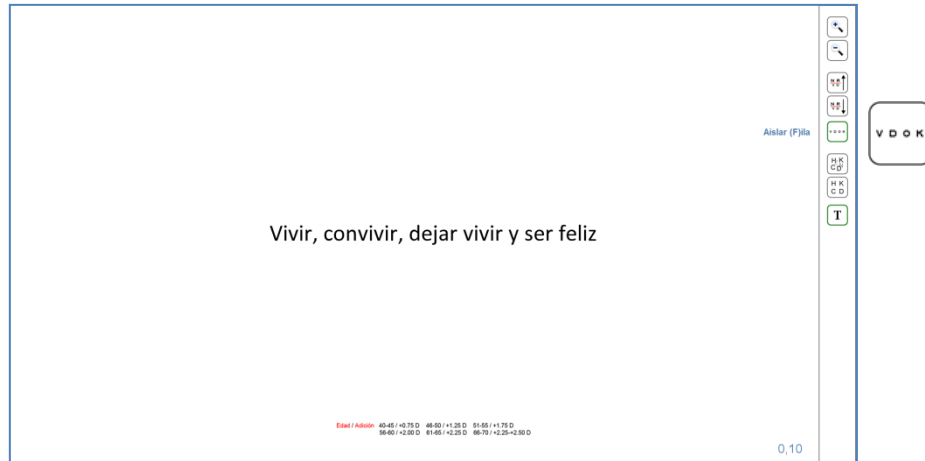 Aislar (F)ila
V D O K
H K
C D
H K
C D
T
Vivir, convivir, dejar vivir y ser feliz
Edad / Adición 40-45 / +0.75 D 46-50 / +1.25 D 51-55 / +1.75 D
56-60 / +2.00 D 61-65 / +2.25 D 66-70 / +2.25-+2.50 D
0,10